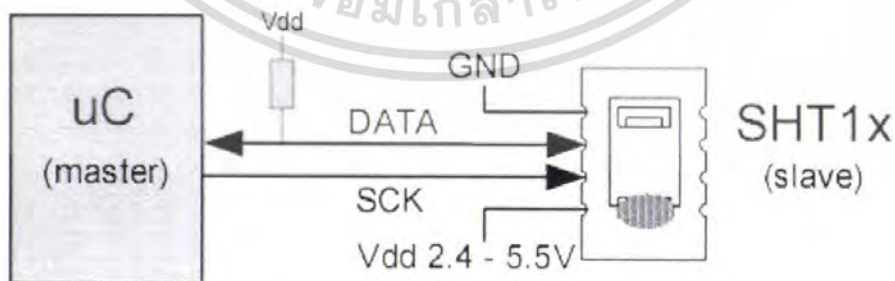 Vdd
GND
uC
(master)
DATA
SCK
SHT1x
(slave)
Vdd 2.4 - 5.5V